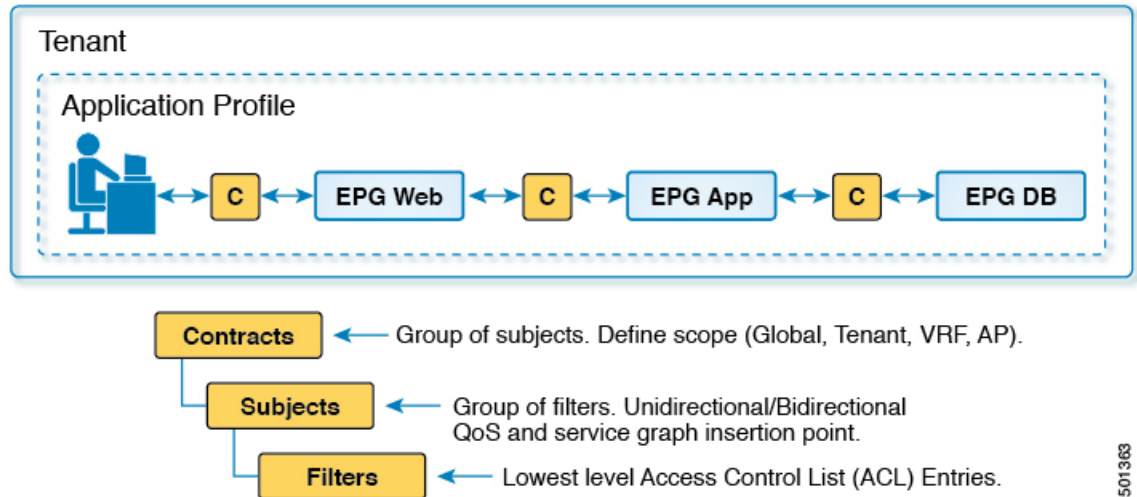 Tenant
Application Profile
C
EPG Web
C
EPG App
C
EPG DB
Contracts
Group of subjects. Define scope (Global, Tenant, VRF, AP).
Subjects
Group of filters. Unidirectional/Bidirectional
QoS and service graph insertion point.
Filters
Lowest level Access Control List (ACL) Entries.
501363